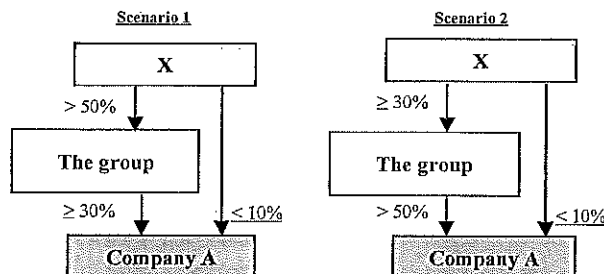 Scenario 1
X
> 50%
The group
≥ 30%
< 10%
Company A
Scenario 2
X
≥ 30%
The group
> 50%
< 10%
Company A